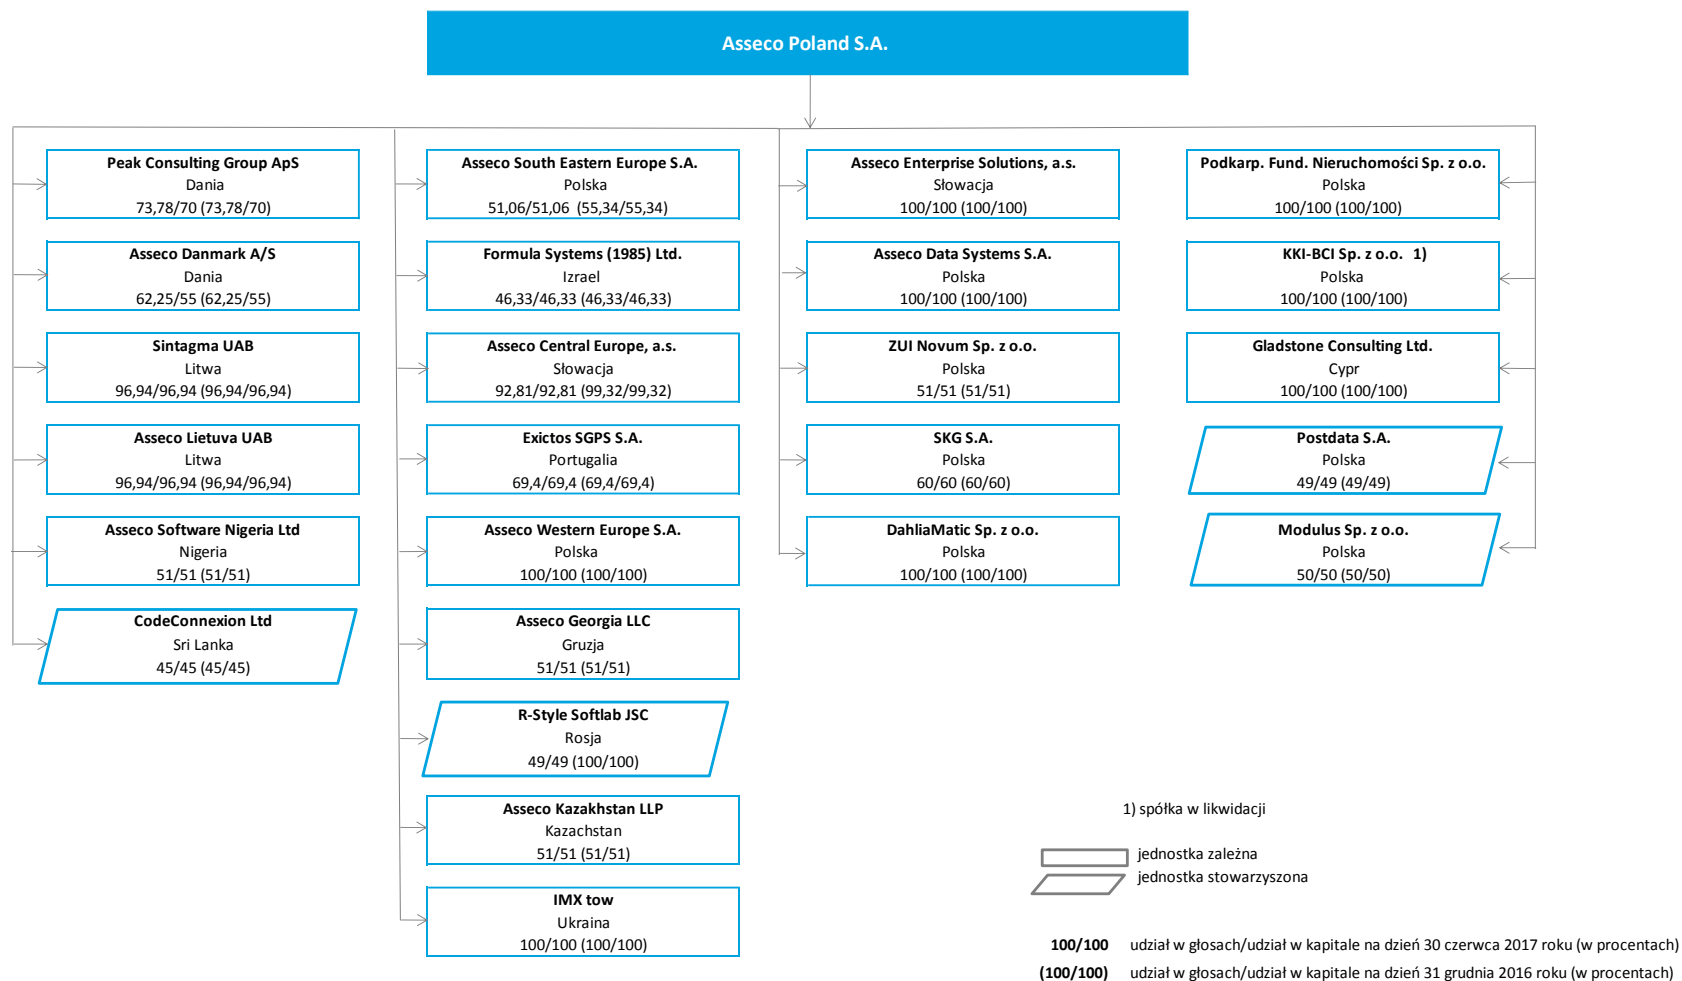 Asseco Poland S.A.
Peak Consulting Group ApS
Dania
73,78/70 (73,78/70)
Asseco Danmark A/S
Dania
62,25/55 (62,25/55)
Sintagma UAB
Litwa
96,94/96,94 (96,94/96,94)
Asseco Lietuva UAB
Litwa
96,94/96,94 (96,94/96,94)
Asseco Software Nigeria Ltd
Nigeria
51/51 (51/51)
CodeConnexion Ltd
Sri Lanka
45/45 (45/45)
Asseco South Eastern Europe S.A.
Polska
51,06/51,06 (55,34/55,34)
Formula Systems (1985) Ltd.
Izrael
46,33/46,33 (46,33/46,33)
Asseco Central Europe, a.s.
Słowacja
92,81/92,81 (99,32/99,32)
Exictos SGPS S.A.
Portugalia
69,4/69,4 (69,4/69,4)
Asseco Western Europe S.A.
Polska
100/100 (100/100)
Asseco Georgia LLC
Gruzja
51/51 (51/51)
R-Style Softlab JSC
Rosja
49/49 (100/100)
Asseco Kazakhstan LLP
Kazachstan
51/51 (51/51)
IMX tow
Ukraina
100/100 (100/100)
Asseco Enterprise Solutions, a.s.
Słowacja
100/100 (100/100)
Asseco Data Systems S.A.
Polska
100/100 (100/100)
ZUI Novum Sp. z o.o.
Polska
51/51 (51/51)
SKG S.A.
Polska
60/60 (60/60)
DahliaMatic Sp. z o.o.
Polska
100/100 (100/100)
Podkarp. Fund. Nieruchomości Sp. z o.o.
Polska
100/100 (100/100)
KKI-BCI Sp. z o.o. 1)
Polska
100/100 (100/100)
Gladstone Consulting Ltd.
Cypr
100/100 (100/100)
Postdata S.A.
Polska
49/49 (49/49)
Modulus Sp. z o.o.
Polska
50/50 (50/50)
1) spółka w likwidacji
jednostka zależna
jednostka stowarzyszona
100/100 udział w głosach/udział w kapitale na dzień 30 czerwca 2017 roku (w procentach)
(100/100) udział w głosach/udział w kapitale na dzień 31 grudnia 2016 roku (w procentach)